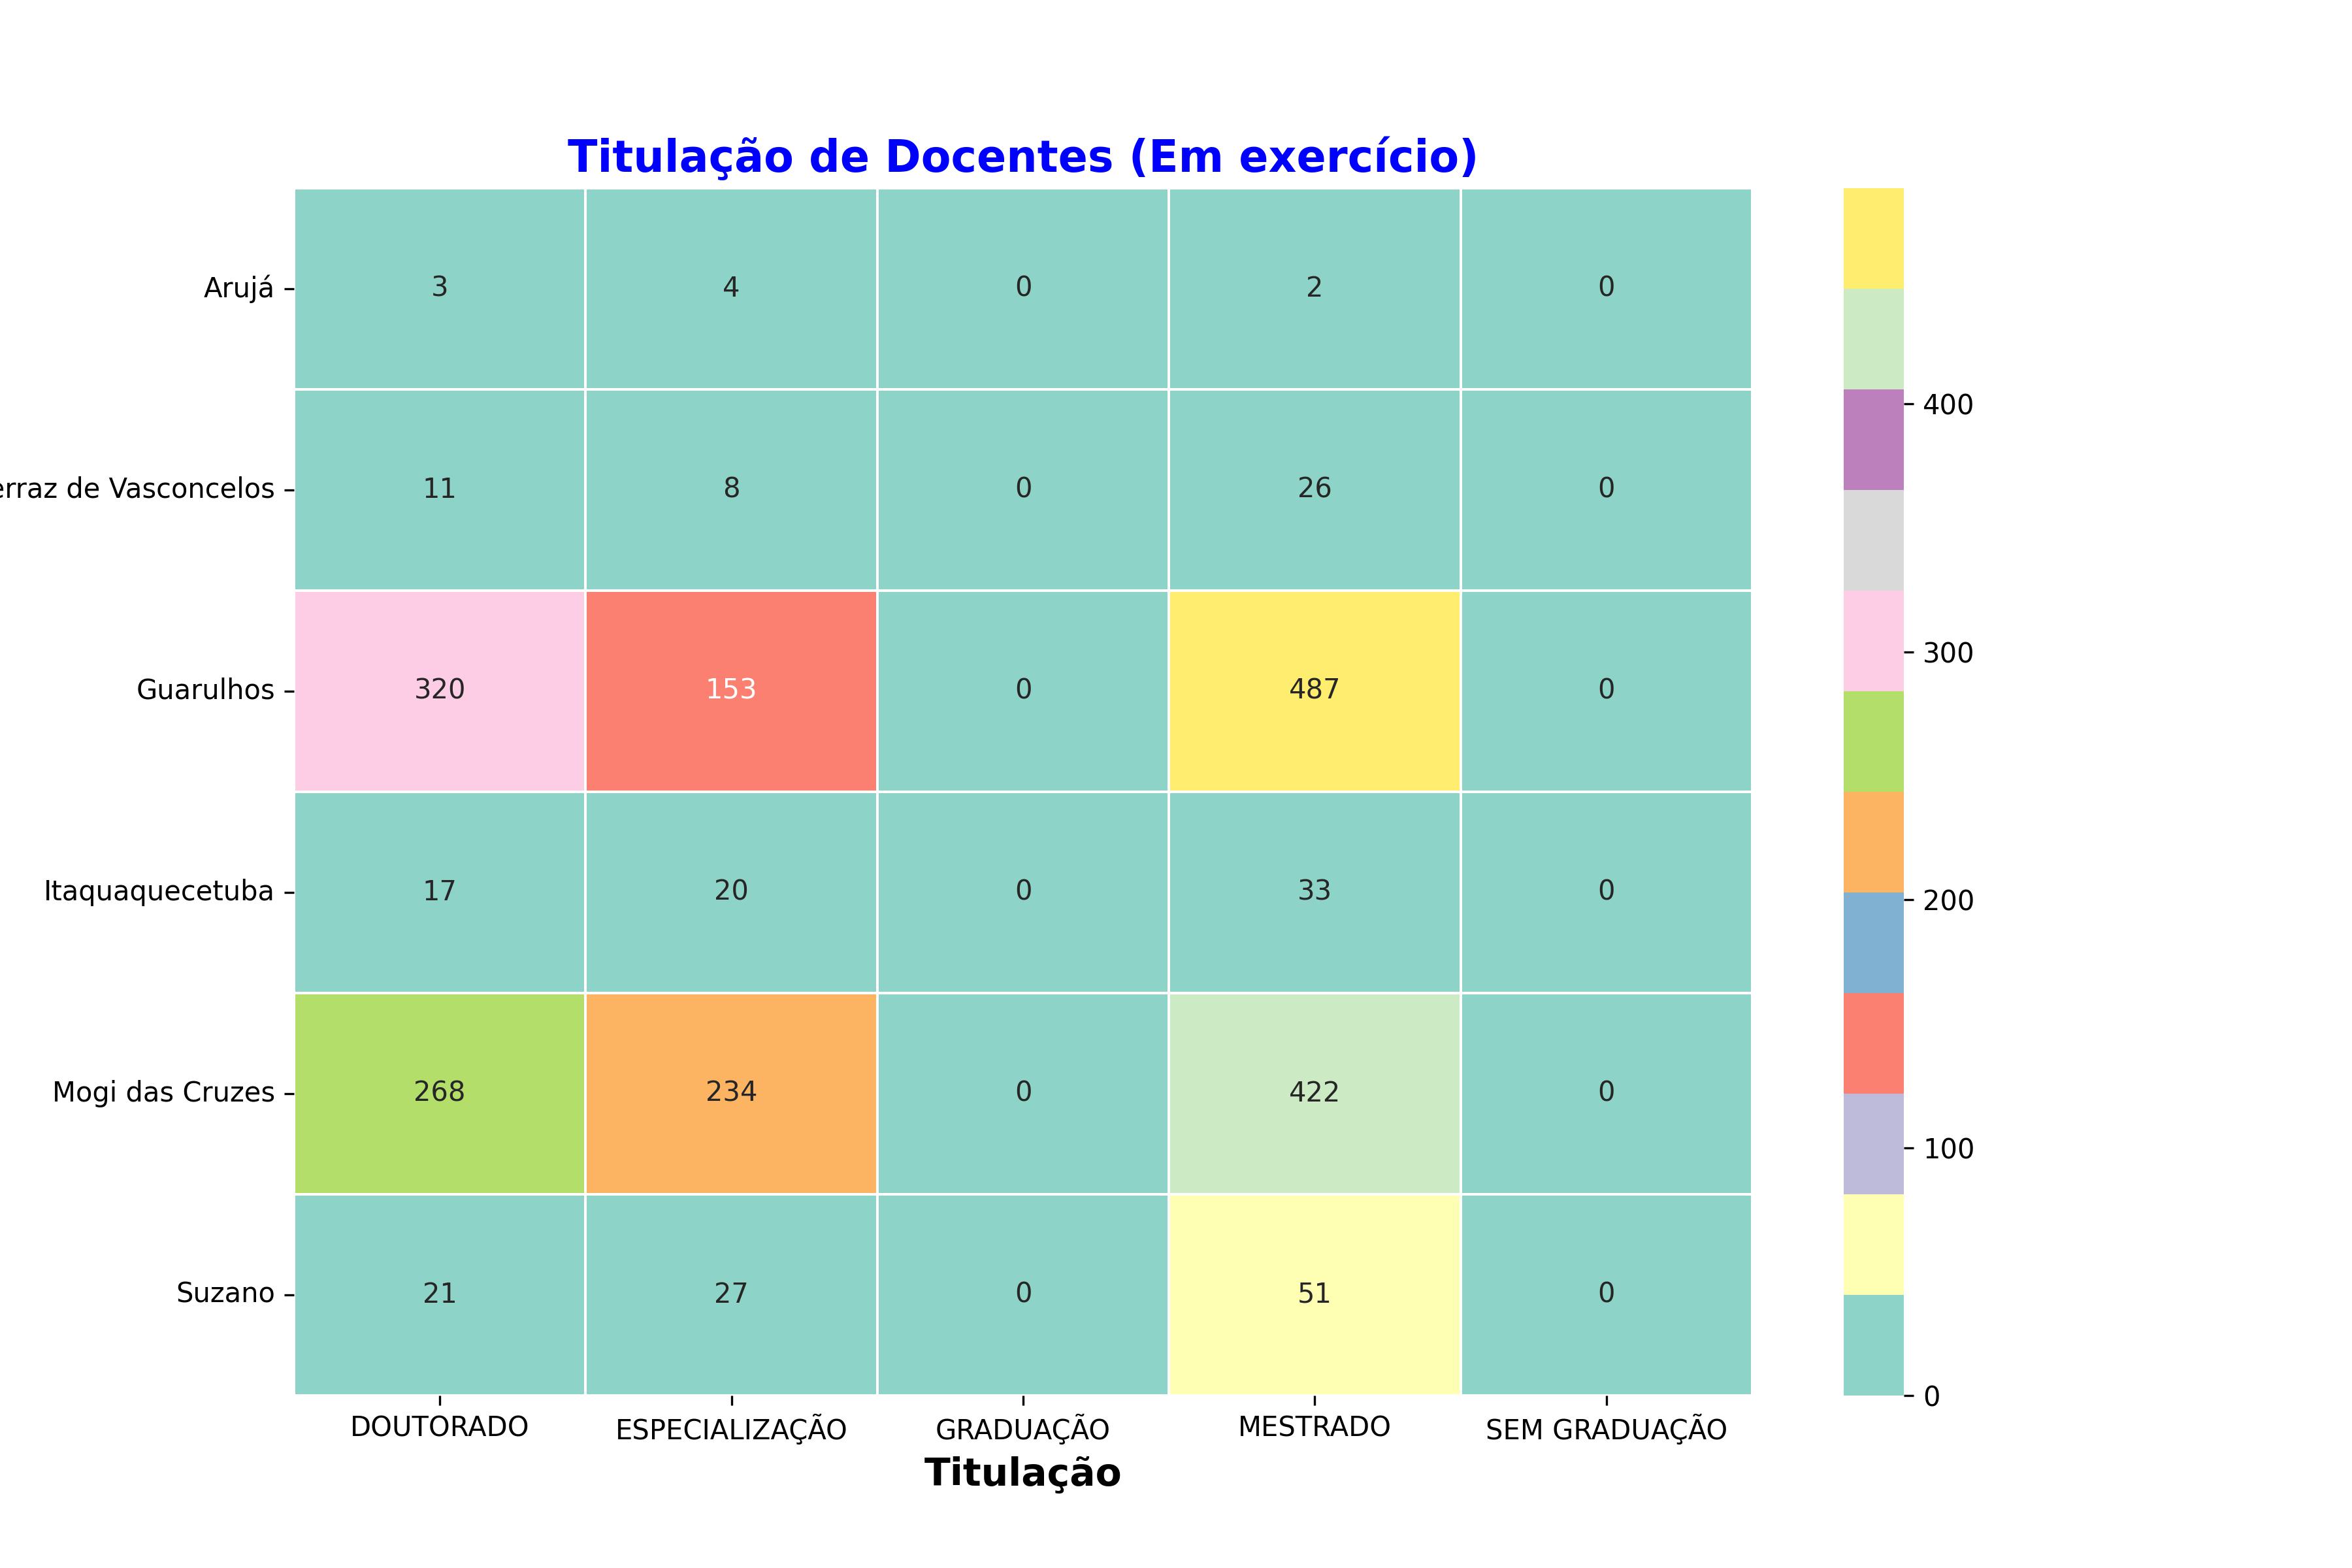 Titulação de Docentes (Em exercício)
Arujá 3 4 0 2 0
erraz de Vasconcelos 11 8 0 26 0
Guarulhos 320 153 0 487 0
Itaquaquecetuba 17 20 0 33 0
Mogi das Cruzes 268 234 0 422 0
Suzano 21 27 0 51 0
DOUTORADO ESPECIALIZAÇÃO GRADUAÇÃO MESTRADO SEM GRADUAÇÃO
Titulação
400
300
200
100
0